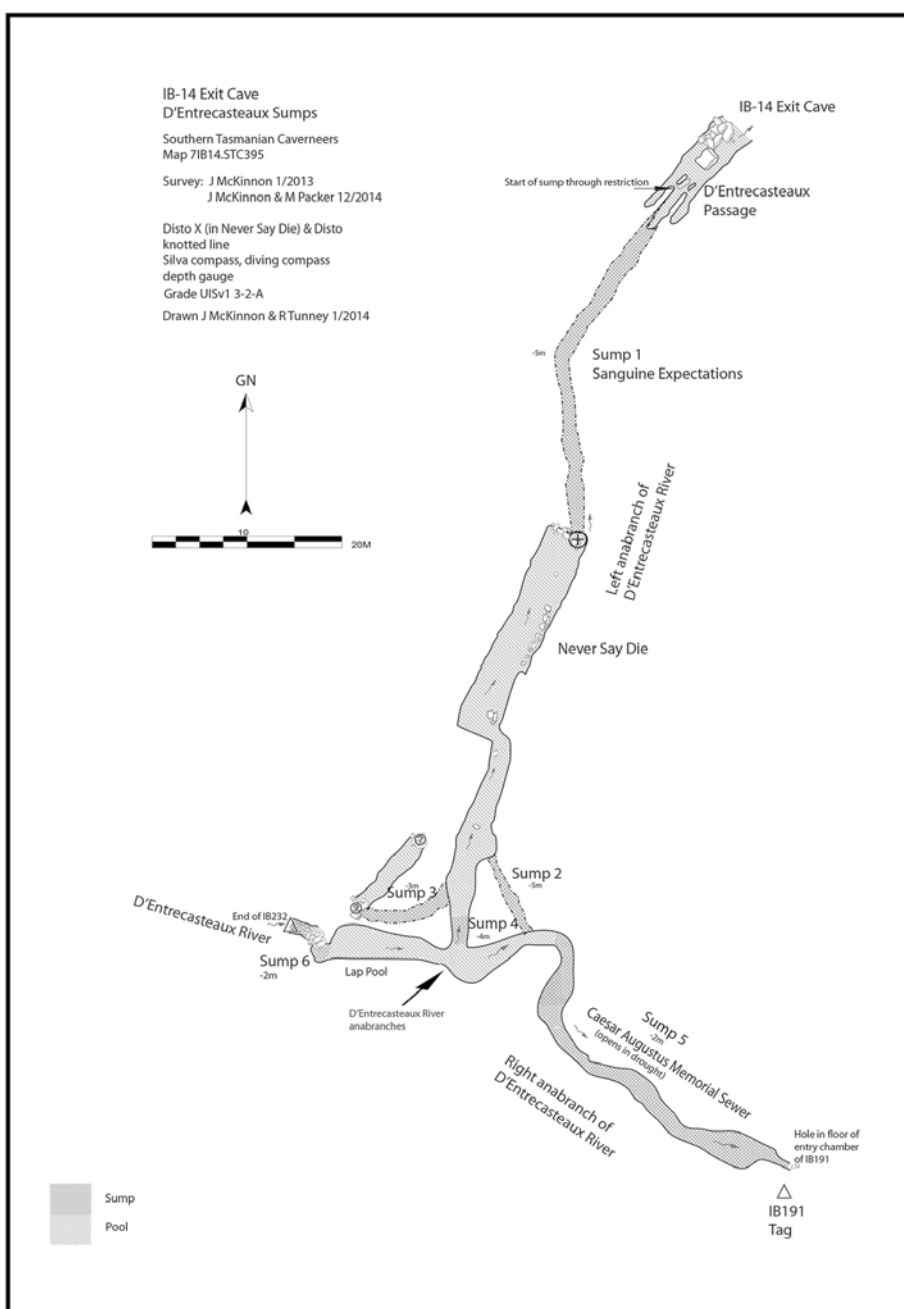 IB-14 Exit Cave
D'Entrecasteaux Sumps
Southern Tasmanian Caverneers
Map 7IB14.STC395
Survey: J McKinnon 1/2013
J McKinnon & M Packer 12/2014
Disto X (in Never Say Die) & Disto
knotted line
Silva compass, diving compass
depth gauge
Grade UISv1 3-2-A
Drawn J McKinnon & R Tunney 1/2014
GN
10
20M
IB-14 Exit Cave
Start of sump through restriction
D'Entrecasteaux
Passage
-5m
Sump 1
Sanguine Expectations
Left anabranch of
D'Entrecasteaux River
Never Say Die
?
?
Sump 3
-3m
Sump 2
-5m
Sump 4
-4m
D'Entrecasteaux River
End of IB232
Sump 6
-2m
Lap Pool
D'Entrecasteaux River
anabranches
Sump 5
-2m
Caesar Augustus Memorial Sewer
(opens in drought)
Right anabranch of
D'Entrecasteaux River
Hole in floor of
entry chamber
of IB191
IB191
Tag
Sump
Pool